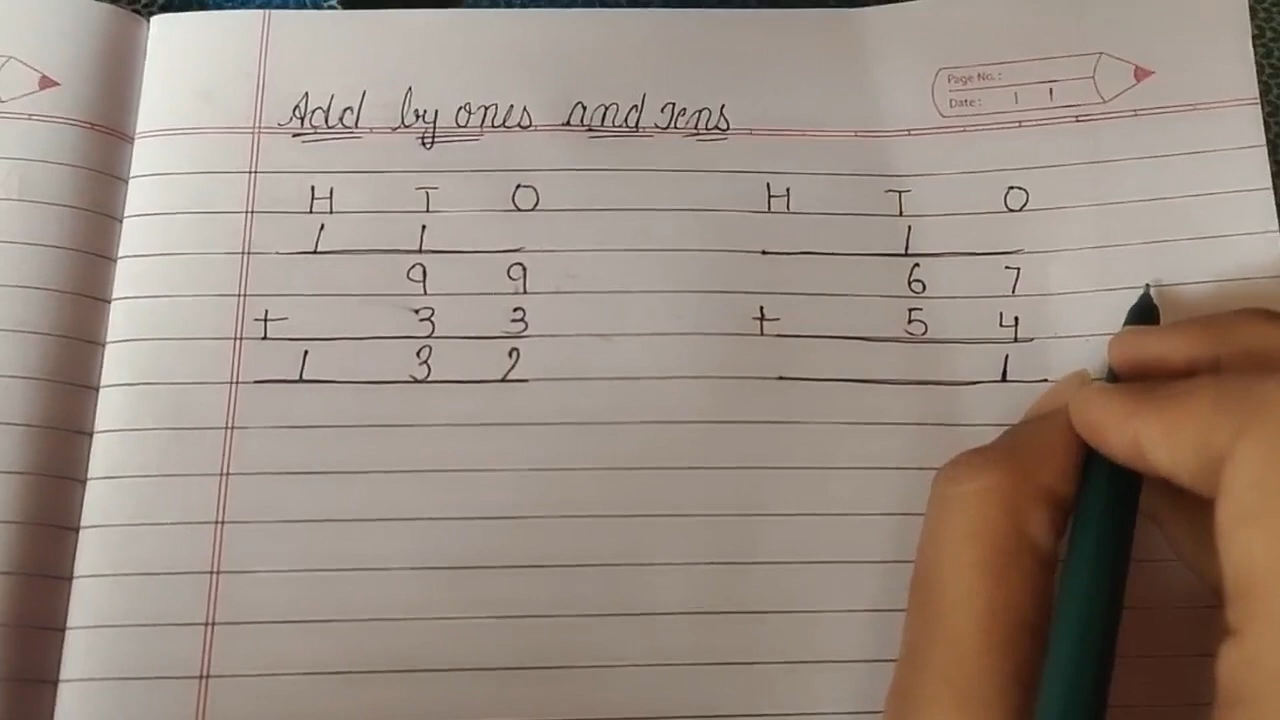 Add by ones and Tens
Page No.:
Date: | |
H T O
1 1
9 9
+ 3 3
1 3 2
H T O
1
6 7
+ 5 4
1